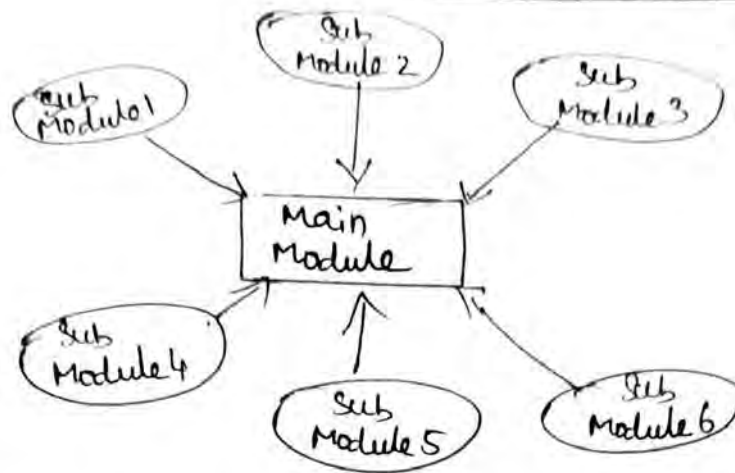 Sub
Module 1
Sub
Module 2
Sub
Module 3
Main
Module
Sub
Module 4
Sub
Module 5
Sub
Module 6